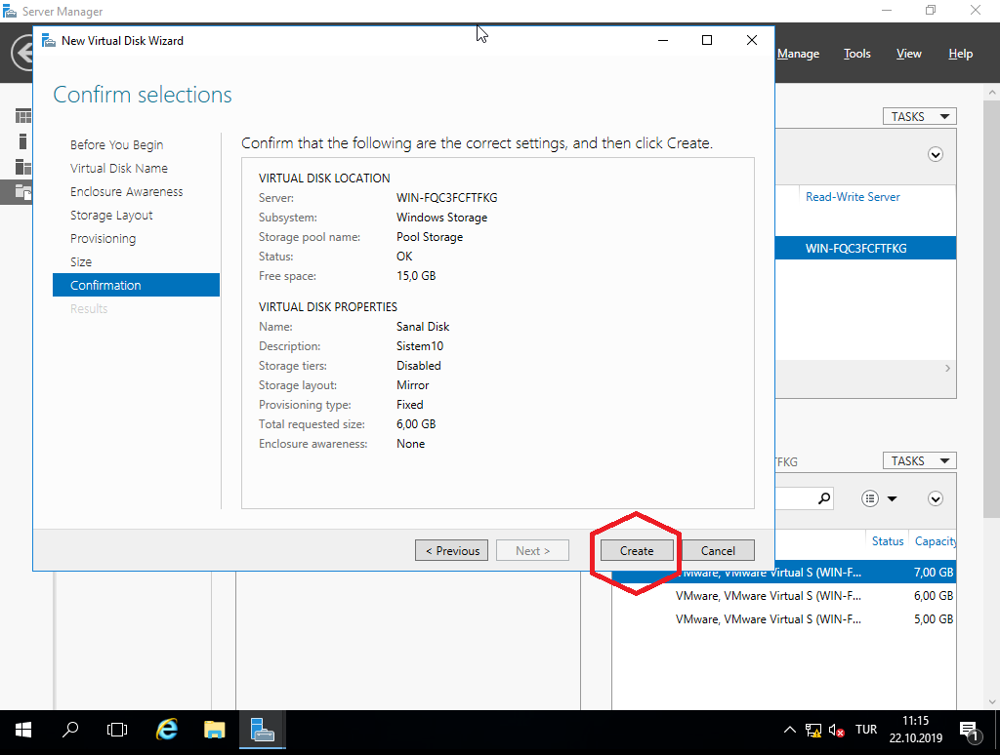 Server Manager
New Virtual Disk Wizard
Manage Tools View Help
Confirm selections
TASKS
Before You Begin
Virtual Disk Name
Enclosure Awareness
Storage Layout
Provisioning
Size
Confirmation
Results
Confirm that the following are the correct settings, and then click Create.
VIRTUAL DISK LOCATION
Server: WIN-FQC3FCFTFKG
Subsystem: Windows Storage
Storage pool name: Pool Storage
Status: OK
Free space: 15,0 GB
VIRTUAL DISK PROPERTIES
Name: Sanal Disk
Description: Sistem10
Storage tiers: Disabled
Storage layout: Mirror
Provisioning type: Fixed
Total requested size: 6,00 GB
Enclosure awareness: None
< Previous Next > Create Cancel
Read-Write Server
WIN-FQC3FCFTFKG
TFKG
TASKS
Status Capacity
VMware, VMware Virtual S (WIN-F... 7,00 GB
VMware, VMware Virtual S (WIN-F... 6,00 GB
VMware, VMware Virtual S (WIN-F... 5,00 GB
TUR
11:15
22.10.2019
1